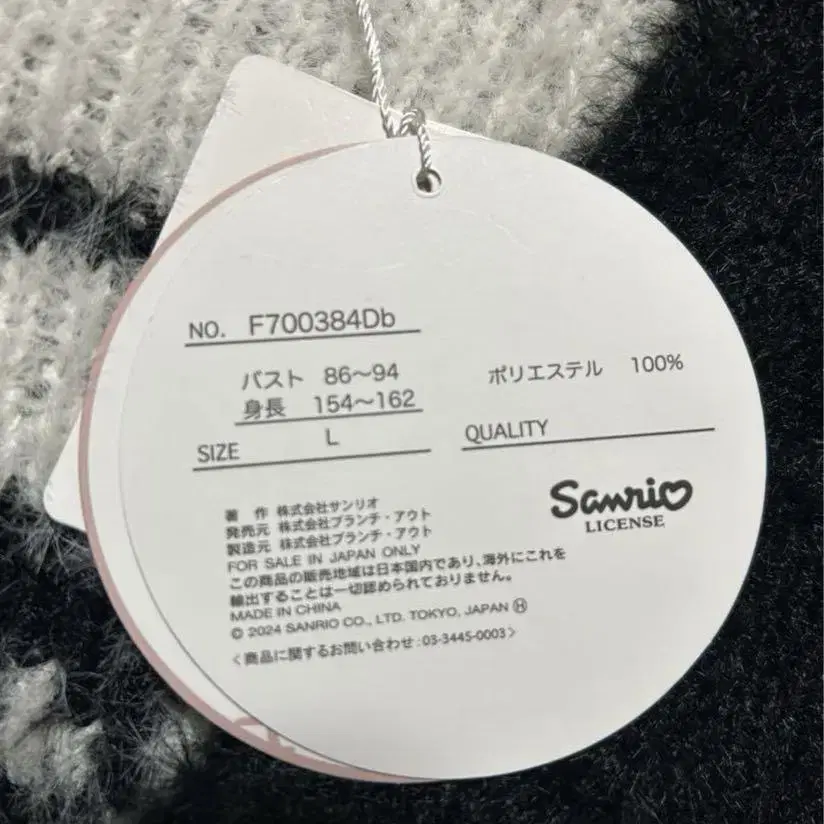 NO. F700384Db
バスト 86～94
身長 154～162
SIZE L
ポリエステル 100%
QUALITY
Sanrio
LICENSE
著 作 株式会社サンリオ
発売元 株式会社ブランチ・アウト
製造元 株式会社ブランチ・アウト
FOR SALE IN JAPAN ONLY
この商品の販売地域は日本国内であり、海外にこれを
輸出することは一切認められておりません。
MADE IN CHINA
© 2024 SANRIO CO., LTD. TOKYO, JAPAN Ⓗ
〈商品に関するお問い合わせ:03-3445-0003〉